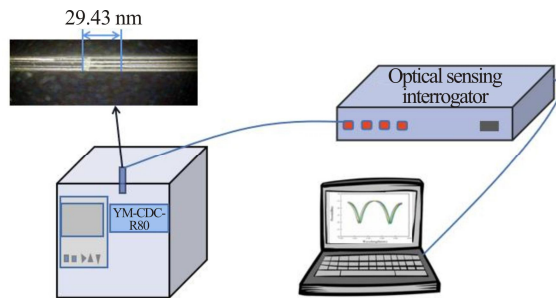 29.43 nm
Optical sensing
interrogator
YM-CDC-
R80